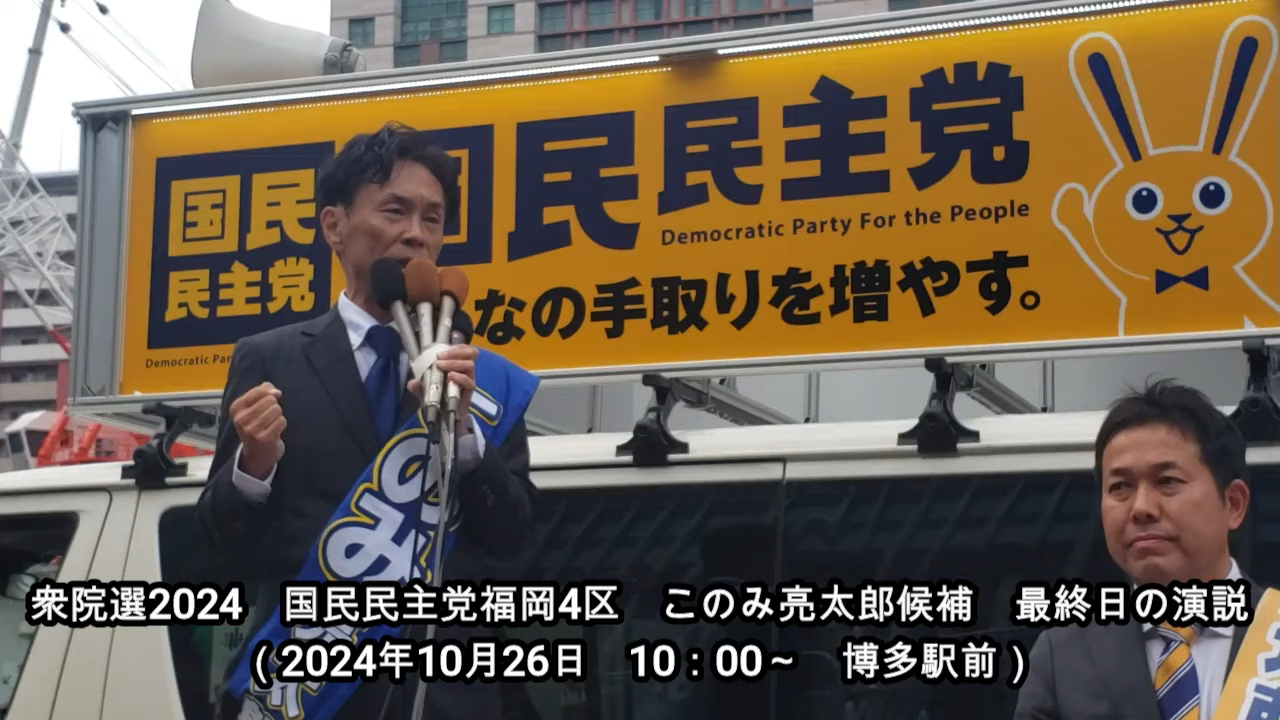 国民
民主党
Democratic
国民民主党
Democratic Party For the People
なの手取りを増やす。
のみ
衆院選2024　国民民主党福岡4区　このみ亮太郎候補　最終日の演説
（2024年10月26日　10：00~　博多駅前）